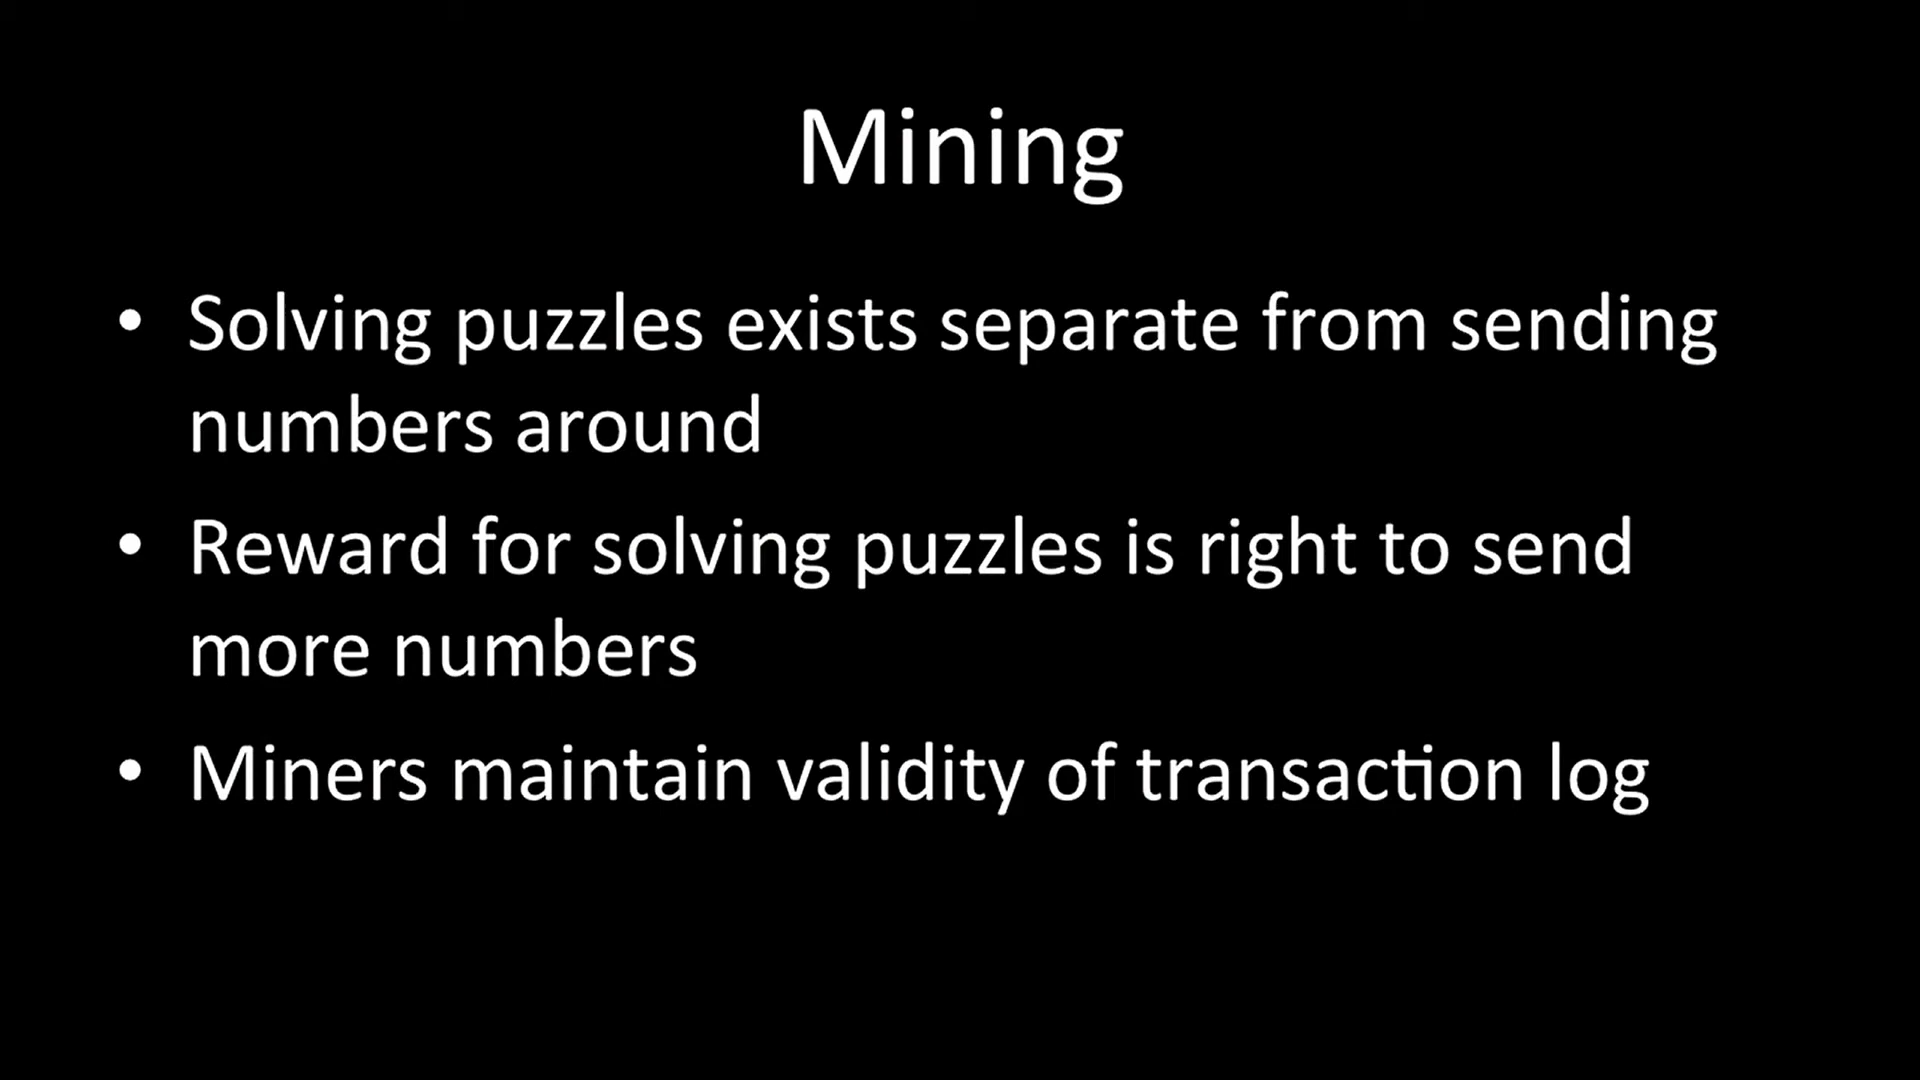 Mining
• Solving puzzles exists separate from sending
numbers around
• Reward for solving puzzles is right to send
more numbers
• Miners maintain validity of transaction log